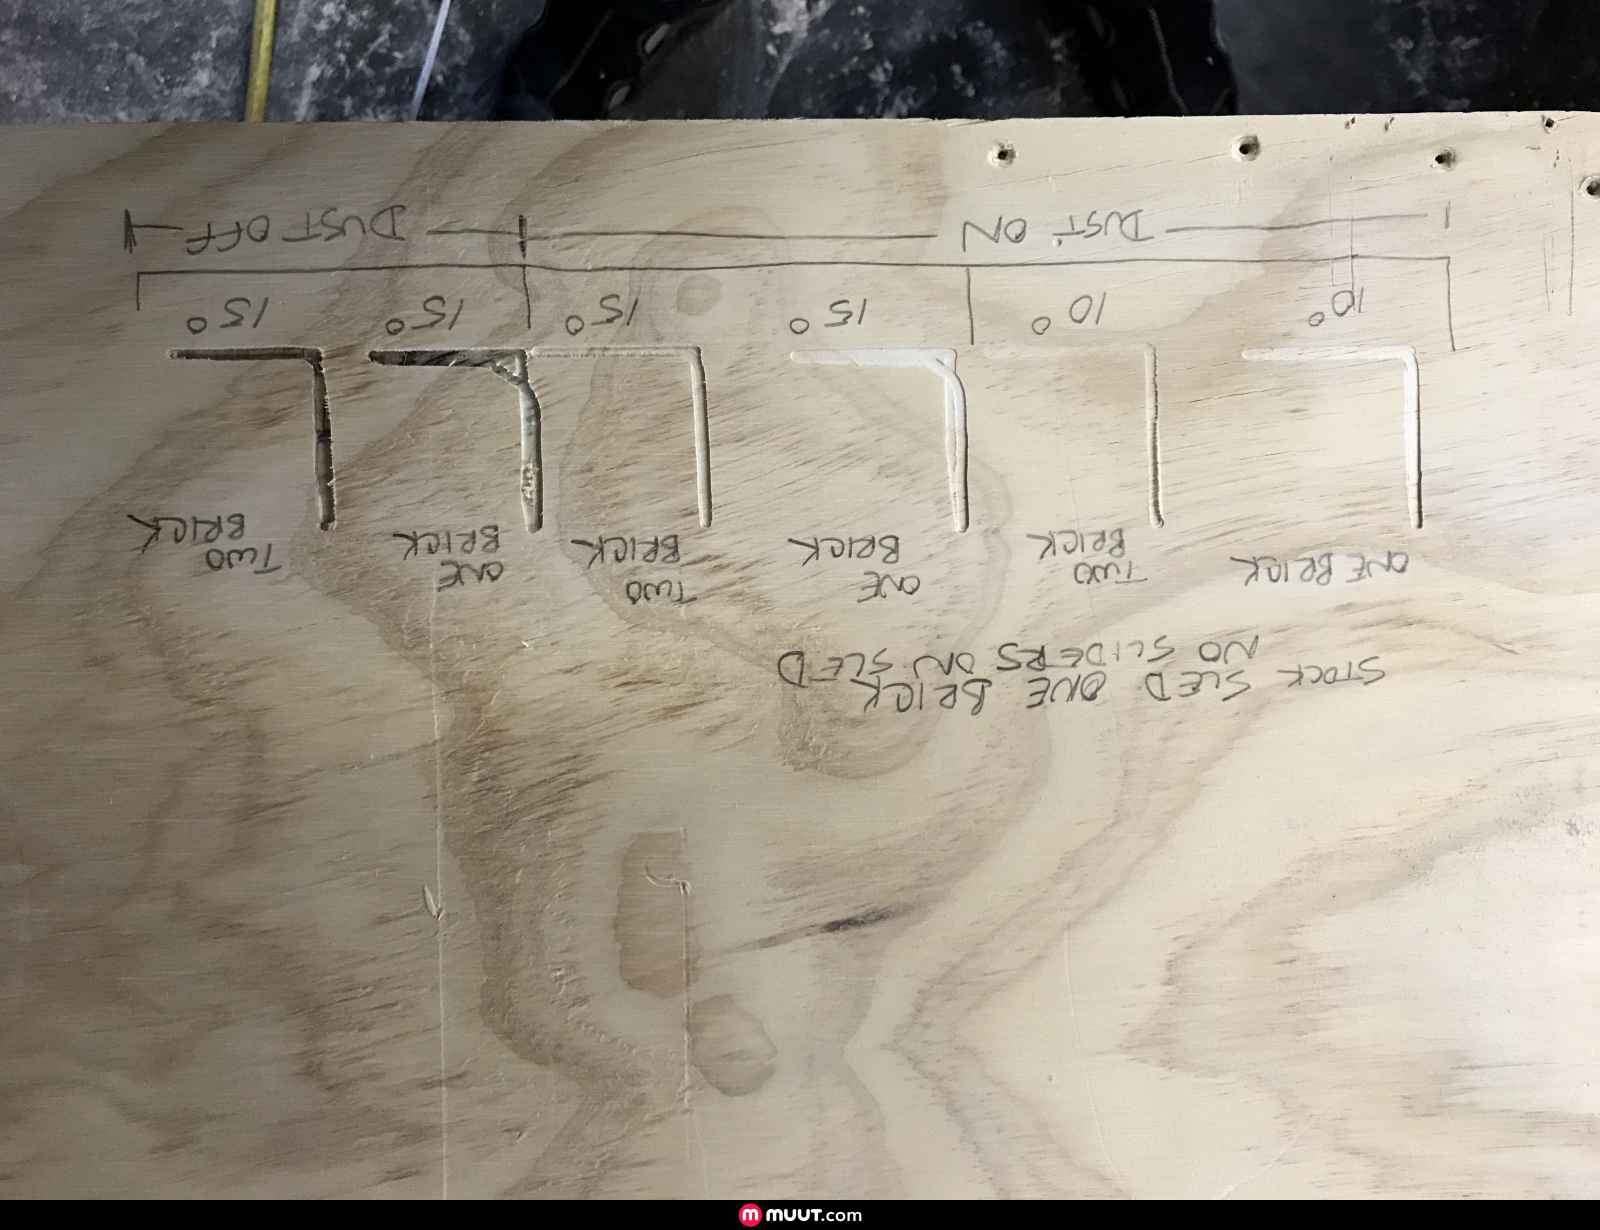 STOCK SLED ONE BRICK
NO SLIDERS ON SLED
ONE BRICK
TWO
BRICK
ONE
BRICK
TWO
BRICK
ONE
BRICK
TWO
BRICK
10° 10° 15° 15° 15° 15°
DUST ON DUST OFF
MUUT.com